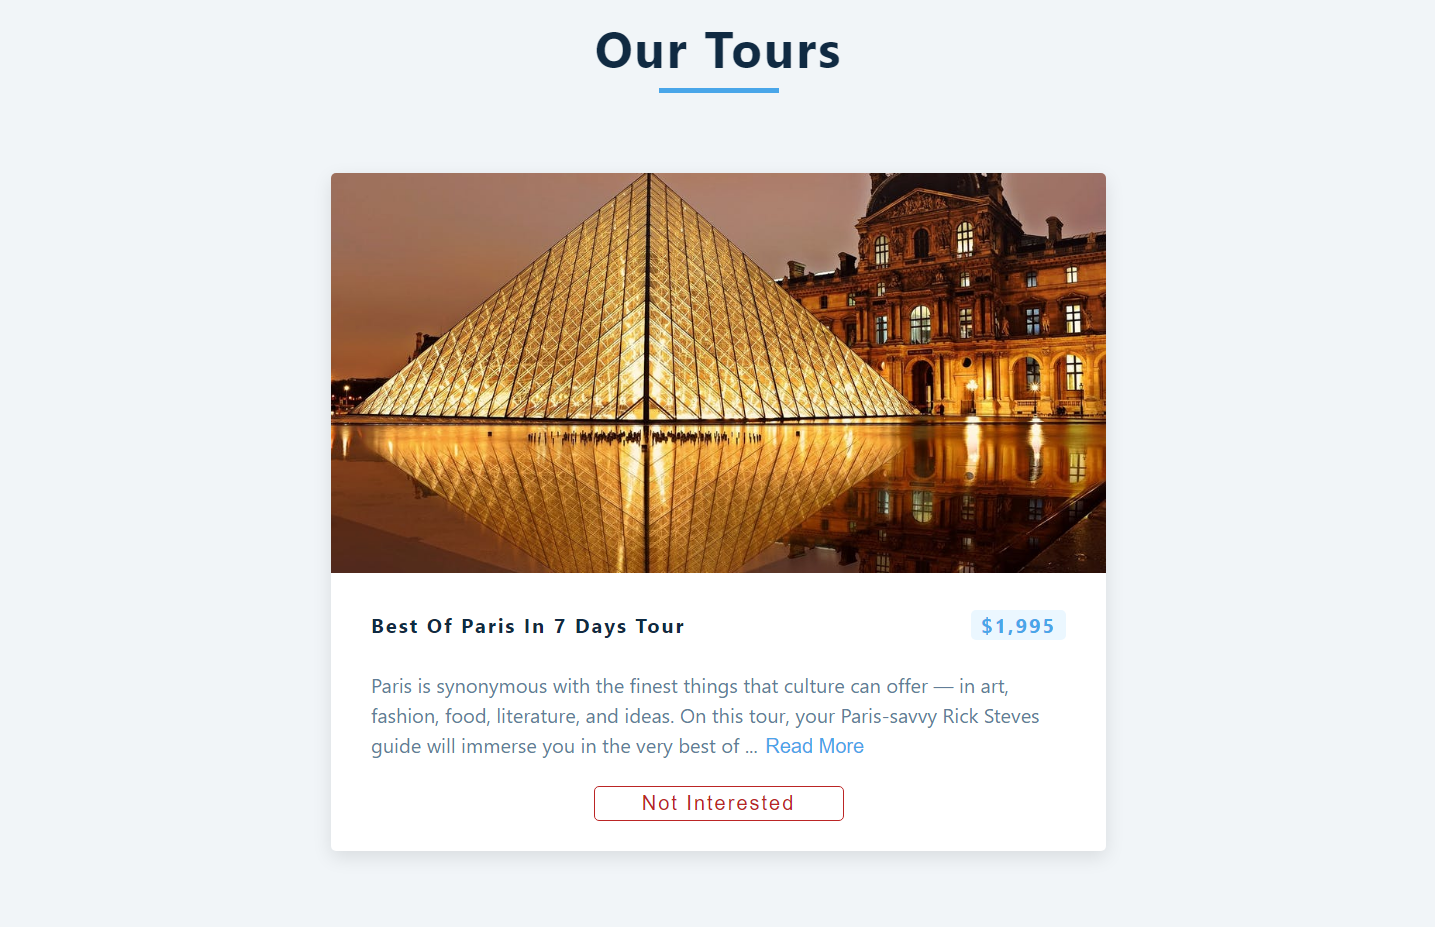 Our Tours
Best Of Paris In 7 Days Tour
$1,995
Paris is synonymous with the finest things that culture can offer — in art,
fashion, food, literature, and ideas. On this tour, your Paris-savvy Rick Steves
guide will immerse you in the very best of ... Read More
Not Interested